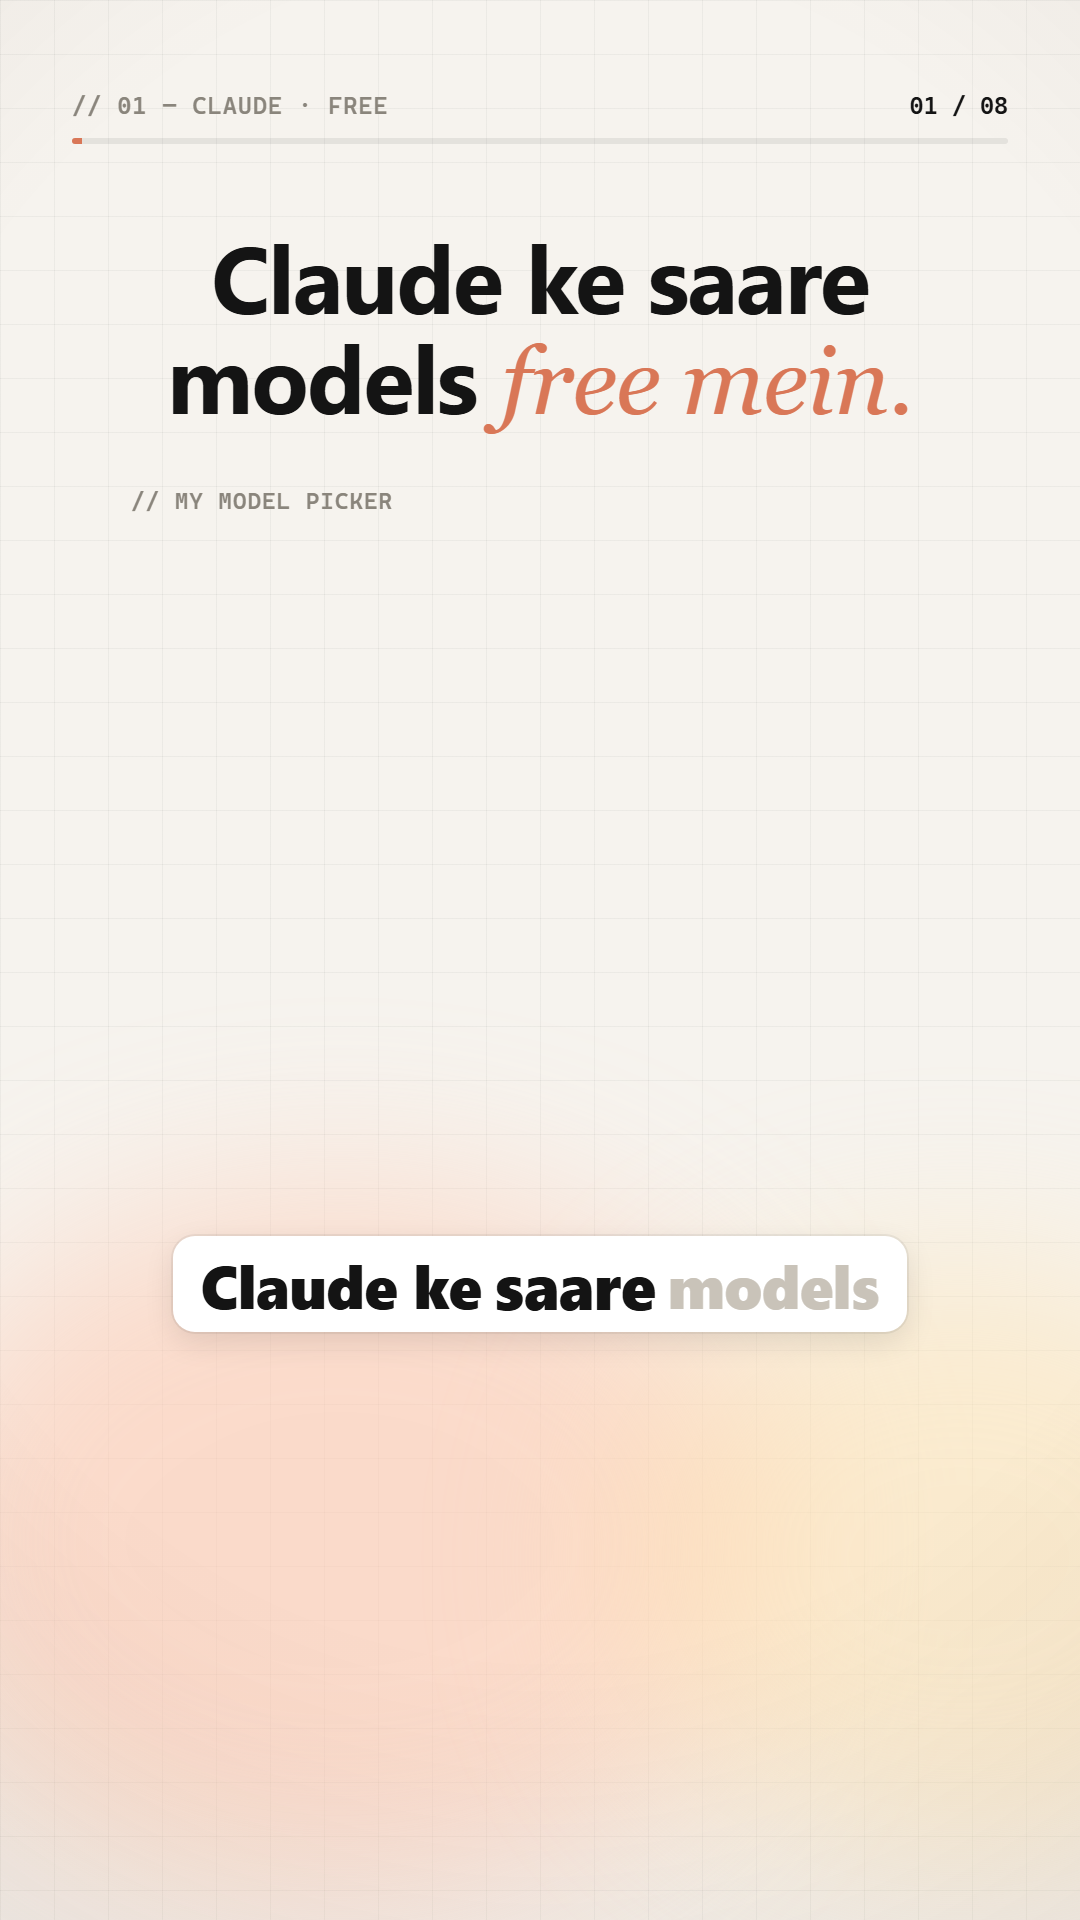 // 01 — CLAUDE · FREE
01 / 08
Claude ke saare
models free mein.
// MY MODEL PICKER
Claude ke saare models